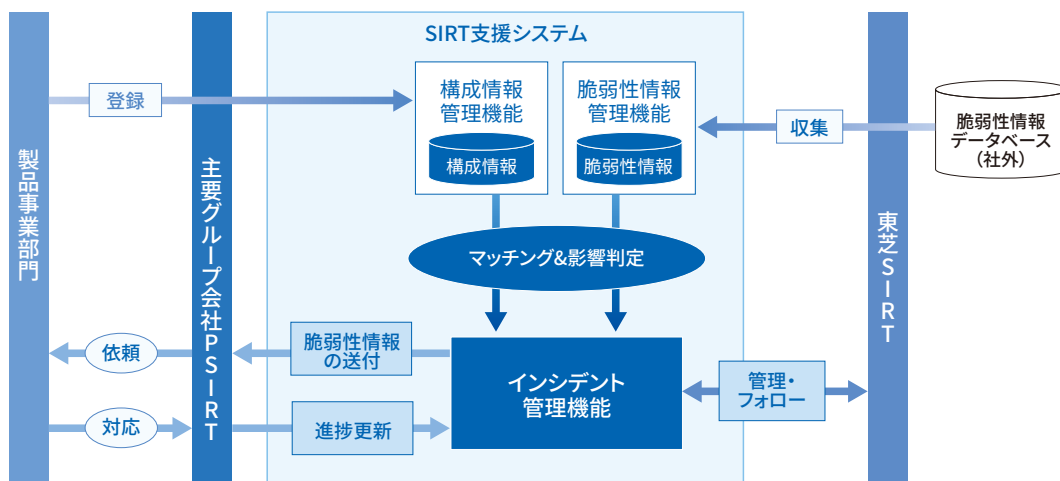 SIRT支援システム
登録
構成情報
管理機能
構成情報
脆弱性情報
管理機能
脆弱性情報
収集
脆弱性情報
データベース
（社外）
製品事業部門
主要グループ会社PSIRT
東芝SIRT
マッチング&影響判定
依頼
脆弱性情報
の送付
インシデント
管理機能
管理・
フォロー
対応
進捗更新